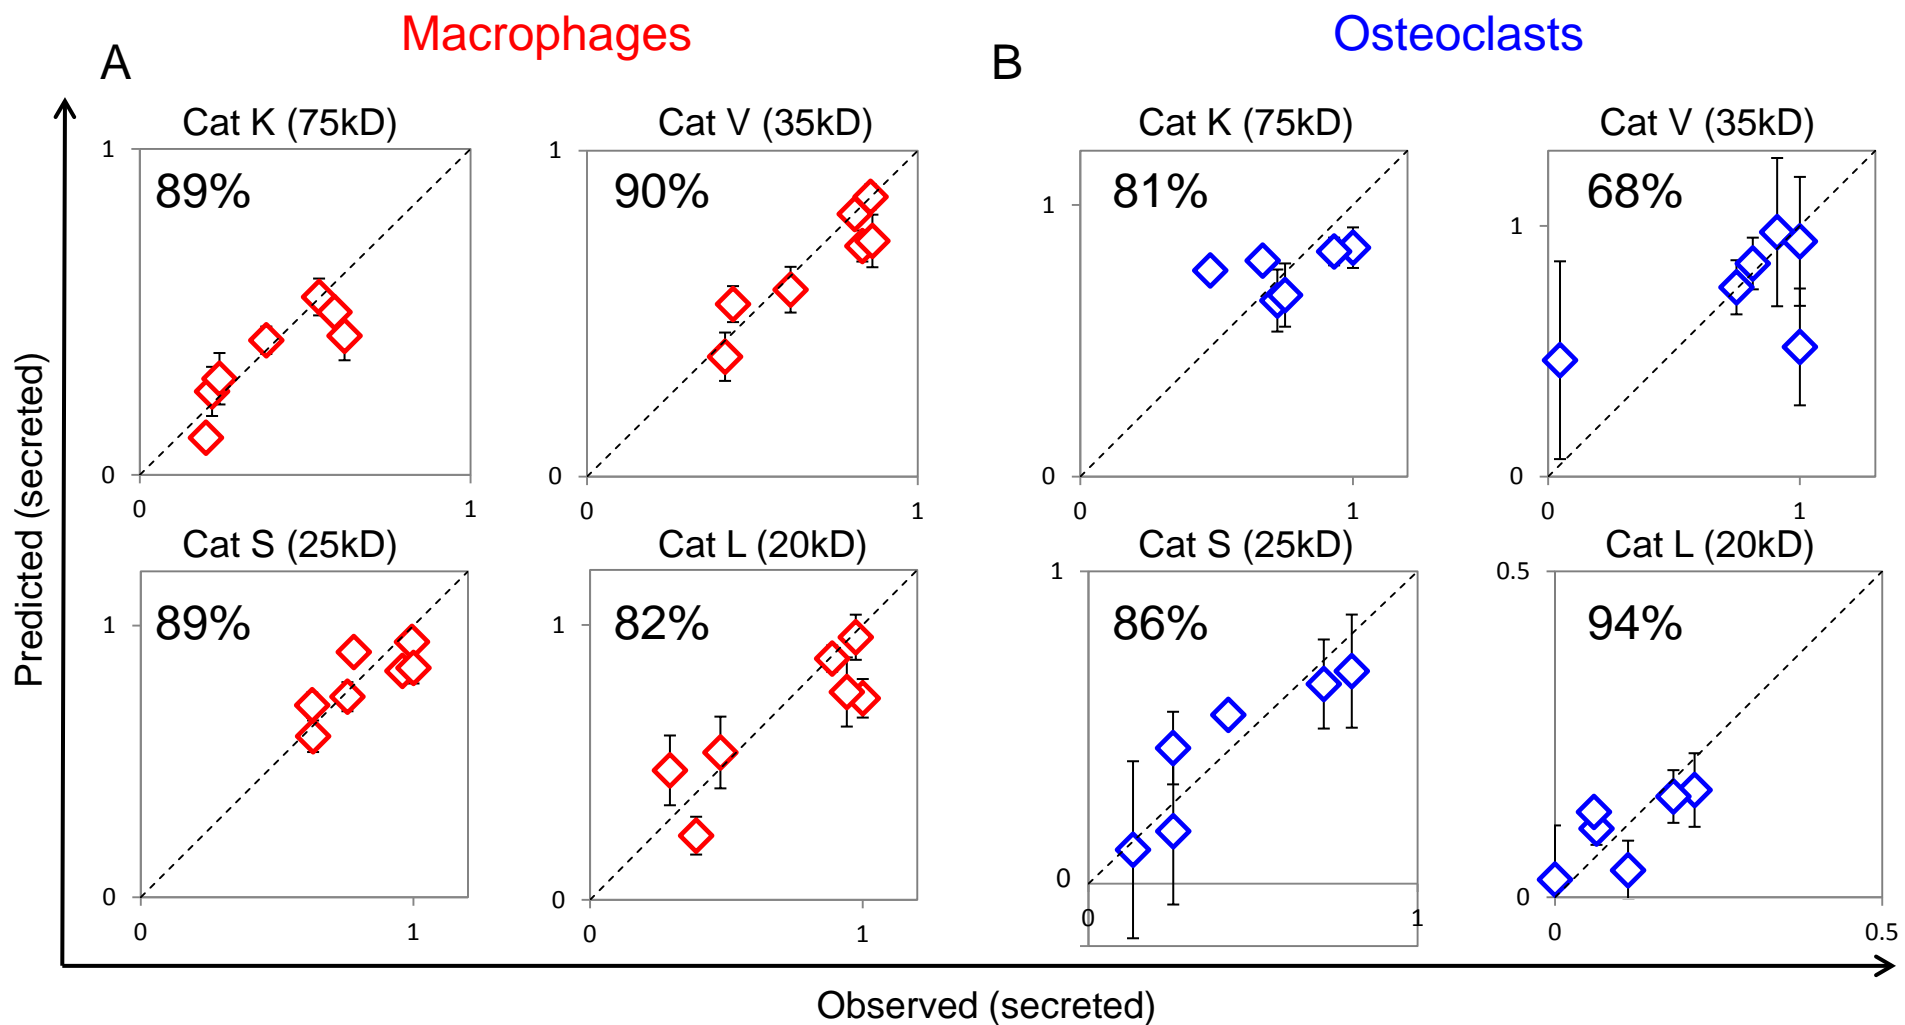 Macrophages
Osteoclasts
A
B
Cat K (75kD)
Cat V (35kD)
Cat K (75kD)
Cat V (35kD)
1
89%
0
0
1
1
90%
0
0
1
1
81%
0
0
1
1
68%
0
0
1
Cat S (25kD)
Cat L (20kD)
Cat S (25kD)
Cat L (20kD)
1
89%
0
0
1
1
82%
0
0
1
1
86%
0
0
1
0.5
94%
0
0
0.5
Predicted (secreted)
Observed (secreted)